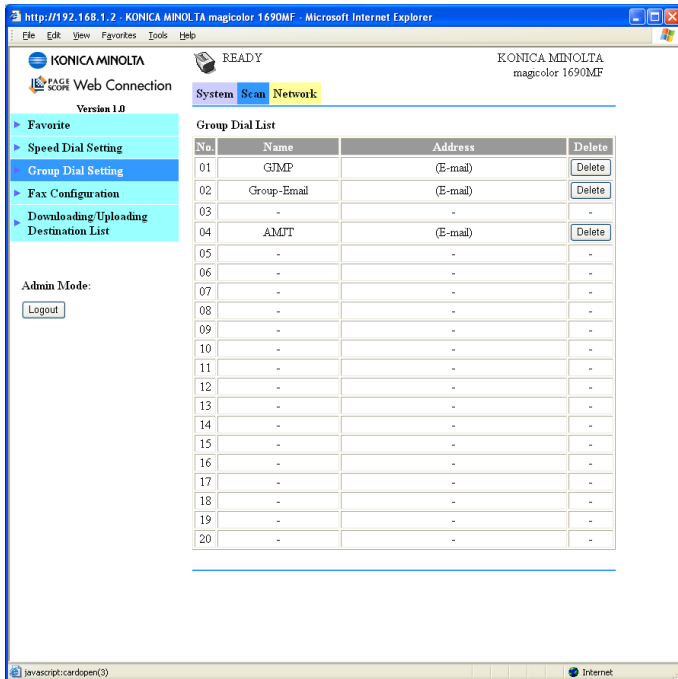 http://192.168.1.2 - KONICA MINOLTA magicolor 1690MF - Microsoft Internet Explorer
File Edit View Favorites Tools Help
KONICA MINOLTA
PAGE SCOPE Web Connection
Version 1.0
READY
KONICA MINOLTA
magicolor 1690MF
System Scan Network
Favorite
Speed Dial Setting
Group Dial Setting
Fax Configuration
Downloading/Uploading
Destination List
Admin Mode:
Logout
Group Dial List
No. Name Address Delete
01 GJMP (E-mail) Delete
02 Group-Email (E-mail) Delete
03 - - -
04 AMJT (E-mail) Delete
05 - - -
06 - - -
07 - - -
08 - - -
09 - - -
10 - - -
11 - - -
12 - - -
13 - - -
14 - - -
15 - - -
16 - - -
17 - - -
18 - - -
19 - - -
20 - - -
javascript:cardopen(3)
Internet